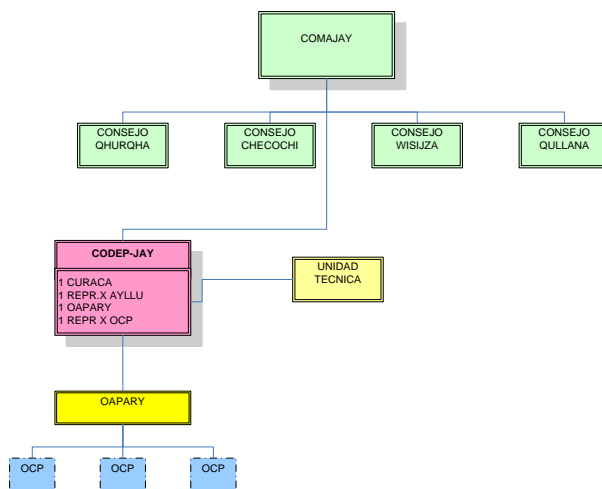 COMAJAY
CONSEJO
QHURQHA
CONSEJO
CHECOCHI
CONSEJO
WISIJZA
CONSEJO
QULLANA
CODEP-JAY
1 CURACA
1 REPR.X AYLLU
1 OAPARY
1 REPR X OCP
UNIDAD
TECNICA
OAPARY
OCP
OCP
OCP